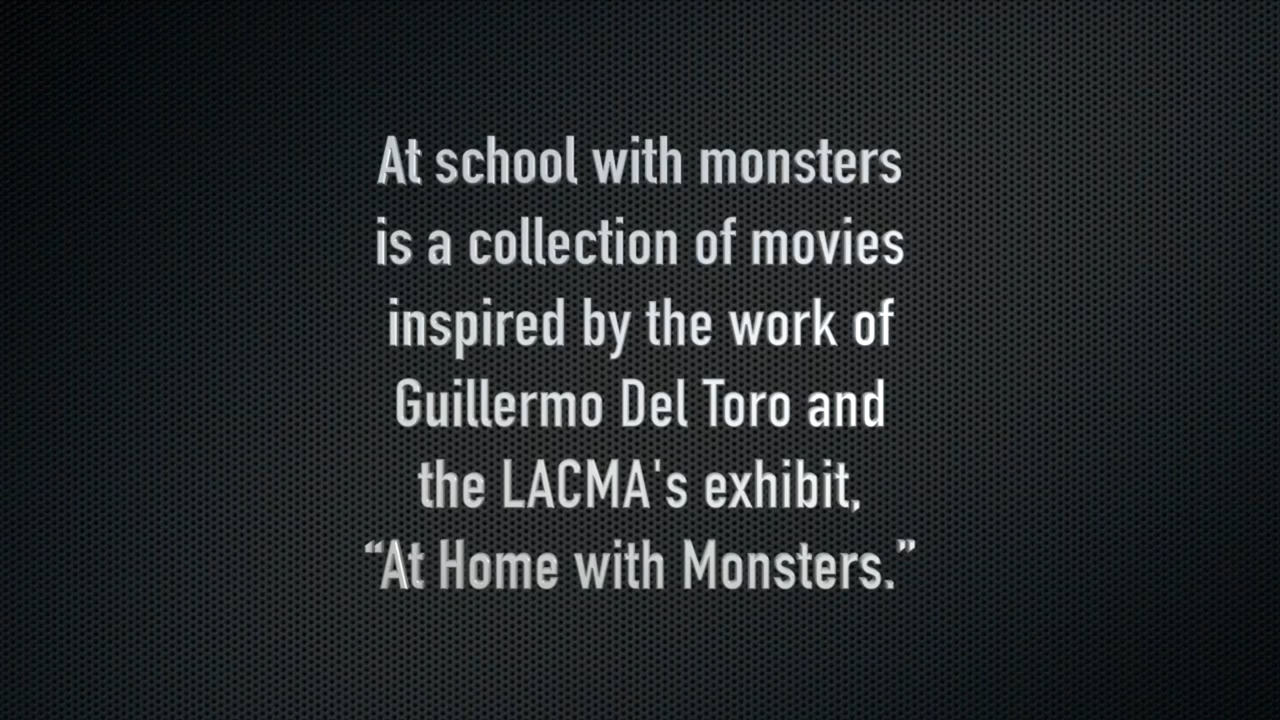 At school with monsters
is a collection of movies
inspired by the work of
Guillermo Del Toro and
the LACMA's exhibit,
“At Home with Monsters.”